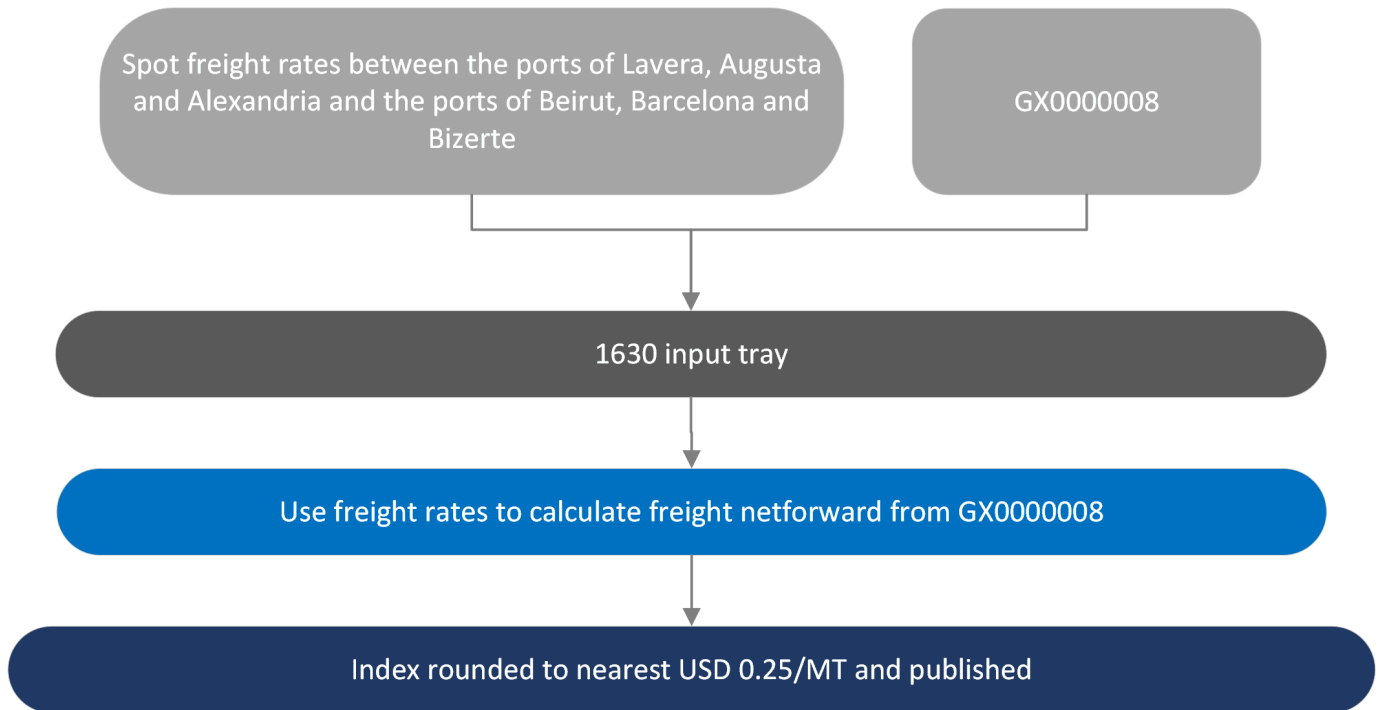 Spot freight rates between the ports of Lavera, Augusta
and Alexandria and the ports of Beirut, Barcelona and
Bizerte
GX0000008
1630 input tray
Use freight rates to calculate freight netforward from GX0000008
Index rounded to nearest USD 0.25/MT and published